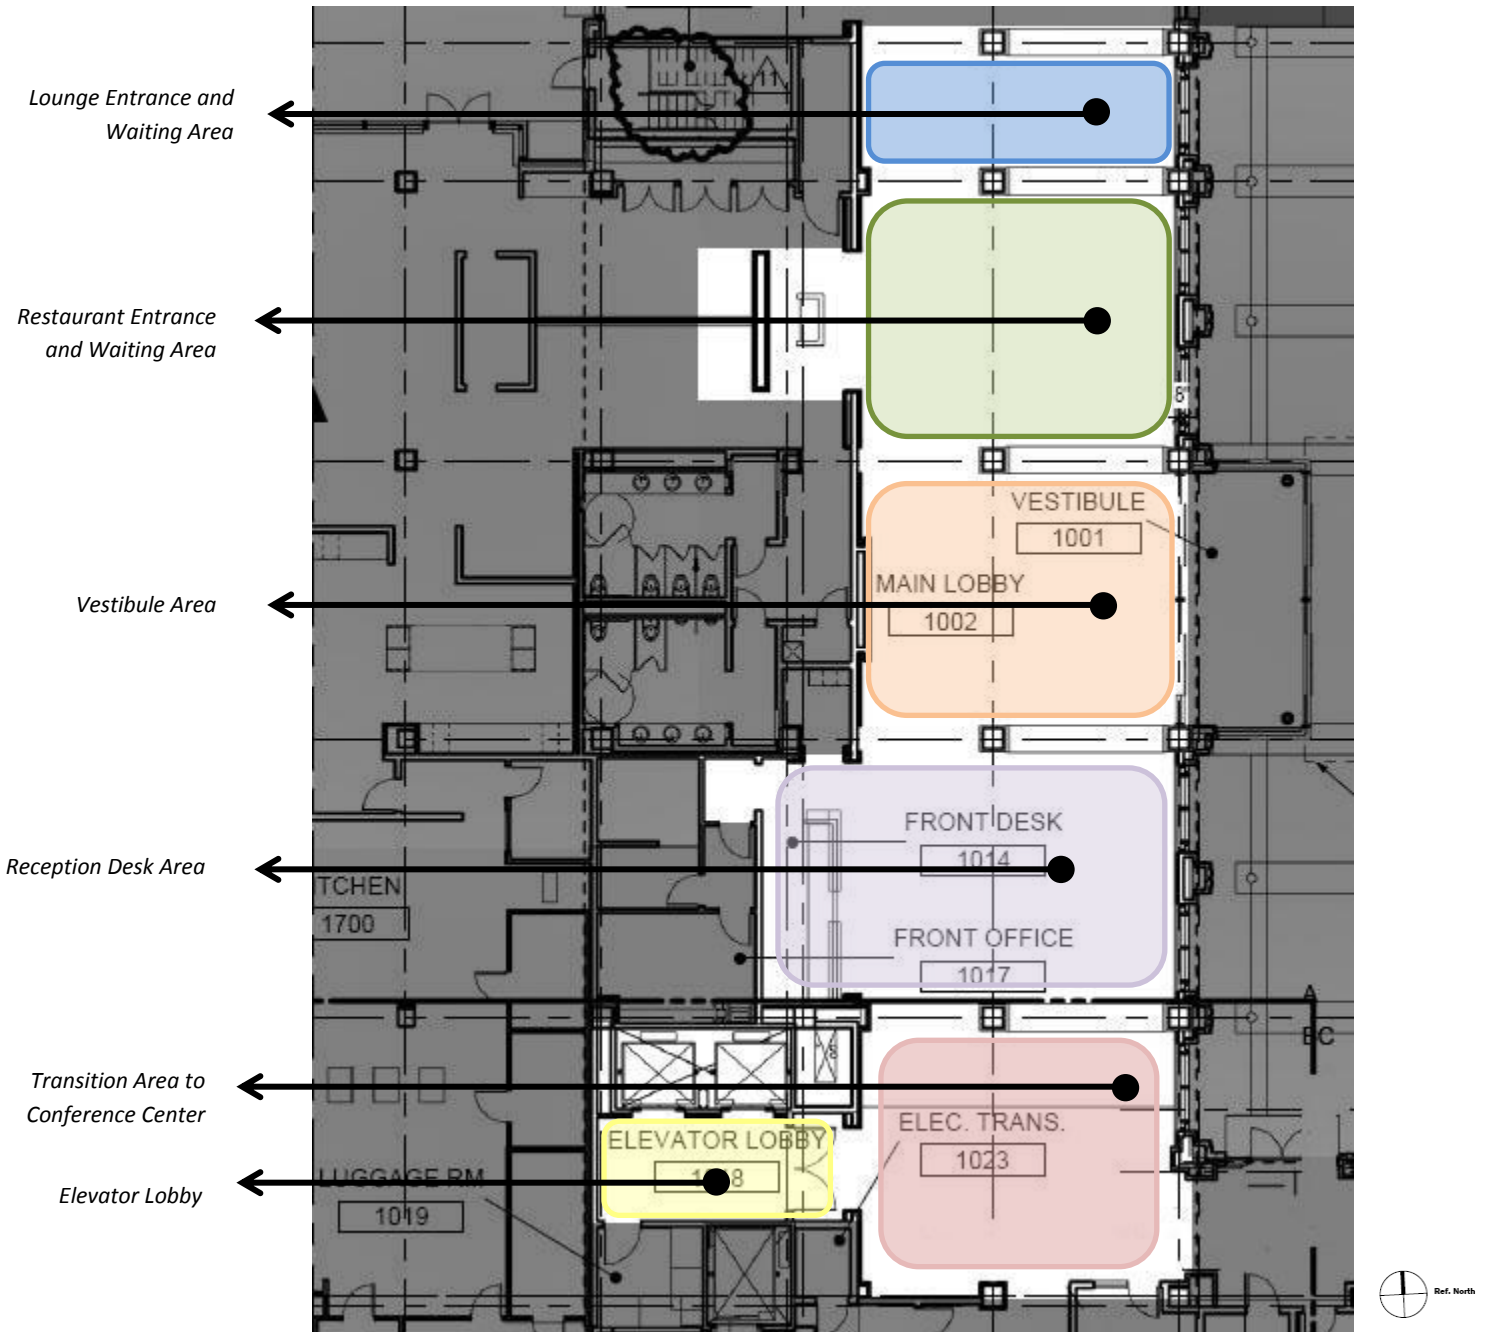 11
Lounge Entrance and
Waiting Area
Restaurant Entrance
and Waiting Area
8"
VESTIBULE
1001
MAIN LOBBY
1002
Vestibule Area
FRONT DESK
1014
Reception Desk Area
TCHEN
1700
FRONT OFFICE
1017
Transition Area to
Conference Center
ELEC. TRANS.
1023
ELEVATOR LOBBY
Elevator Lobby
LUGGAGE RM
1019
Ref. North